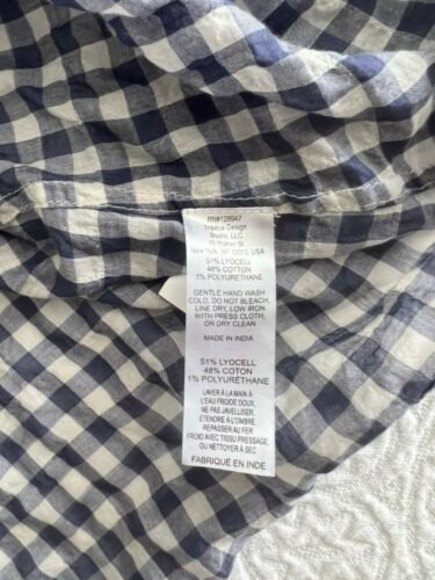 RN#128947
Tribeca Design
Studio, LLC
New York, NY 10013, USA
51% LYOCELL
48% COTTON
1% POLYURETHANE
GENTLE HAND WASH
COLD, DO NOT BLEACH,
LINE DRY, LOW IRON
WITH PRESS CLOTH,
OR DRY CLEAN
MADE IN INDIA
51% LYOCELL
48% COTON
1% POLYURÉTHANE
LAVER À LA MAIN À
L'EAU FROIDE DOUX,
NE PAS JAVELLISER,
ETENDRE À L'OMBRE,
REPASSER AU FER
FROID AVEC TISSU PRESSAGE,
OU NETTOYER À SEC
FABRIQUÉ EN INDE